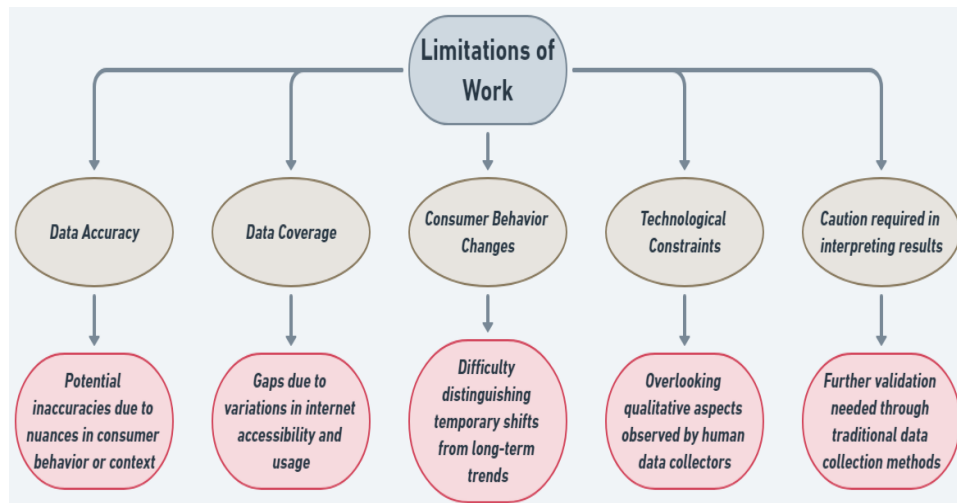 Limitations of
Work
Data Accuracy
Data Coverage
Consumer Behavior
Changes
Technological
Constraints
Caution required in
interpreting results
Potential
inaccuracies due to
nuances in consumer
behavior or context
Gaps due to
variations in internet
accessibility and
usage
Difficulty
distinguishing
temporary shifts
from long-term
trends
Overlooking
qualitative aspects
observed by human
data collectors
Further validation
needed through
traditional data
collection methods